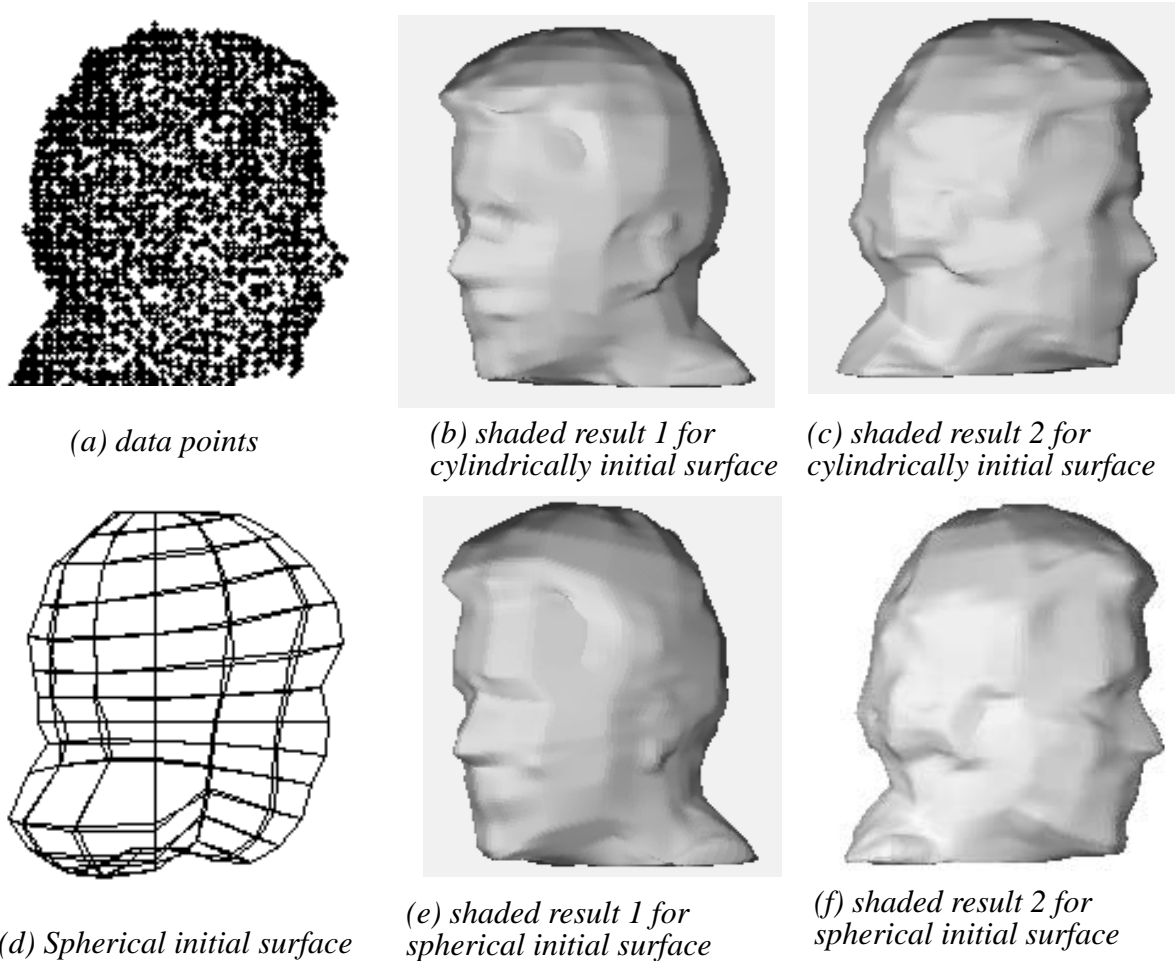 (a) data points
(b) shaded result 1 for
cylindrically initial surface
(c) shaded result 2 for
cylindrically initial surface
(d) Spherical initial surface
(e) shaded result 1 for
spherical initial surface
(f) shaded result 2 for
spherical initial surface